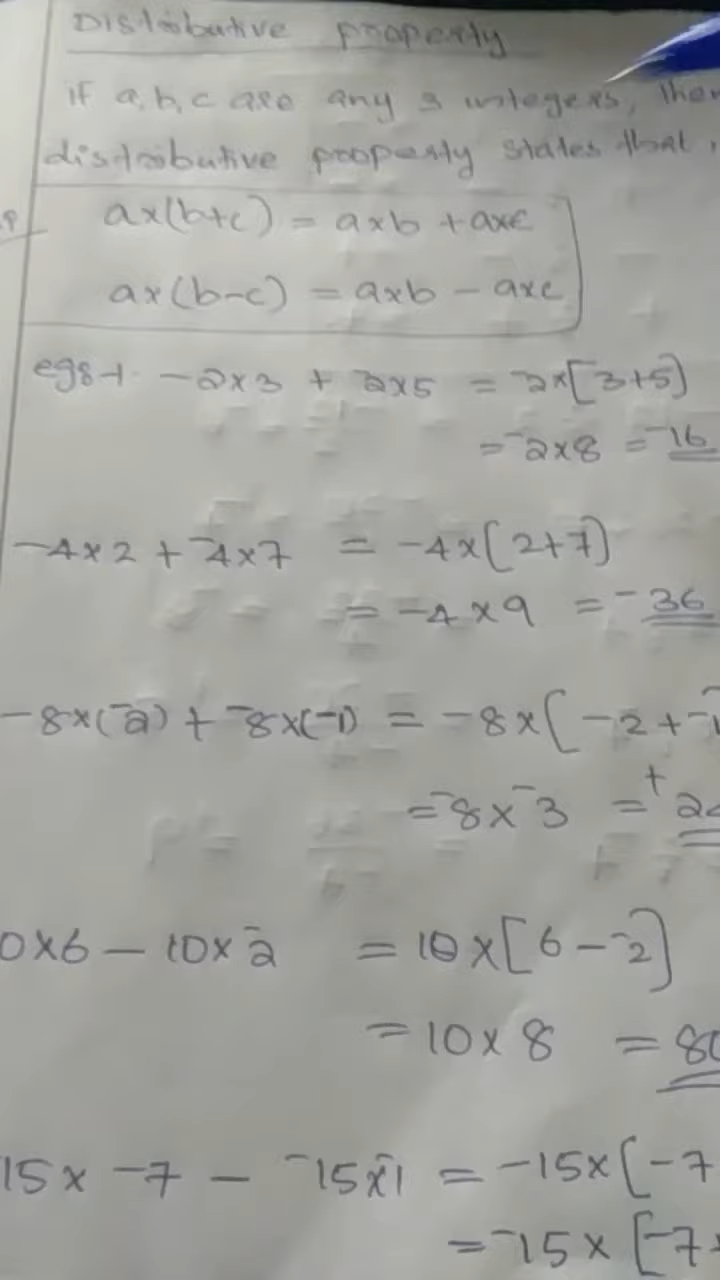 Distributive property
if a, b, c are any 3 integers, then
distributive property states that,
a×(b+c) = a×b + a×c
a×(b-c) = a×b - a×c
egs:- -2×3 + -2×5 = -2×[3+5]
= -2×8 = -16
-4×2 + -4×7 = -4×[2+7]
= -4×9 = -36
-8×(-2) + -8×(-1) = -8×[-2+-1
= -8×-3 = +24
0×6 - 10×-2 = 10×[6--2]
= 10×8 = 80
15×-7 - -15×-1 = -15×[-7
= -15×[-7+